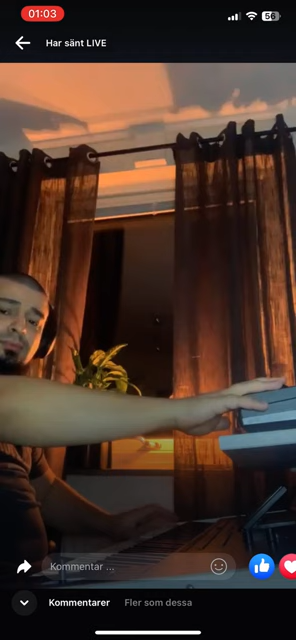 01:03
56
Har sänt LIVE
Kommentar ...
Kommentarer
Fler som dessa